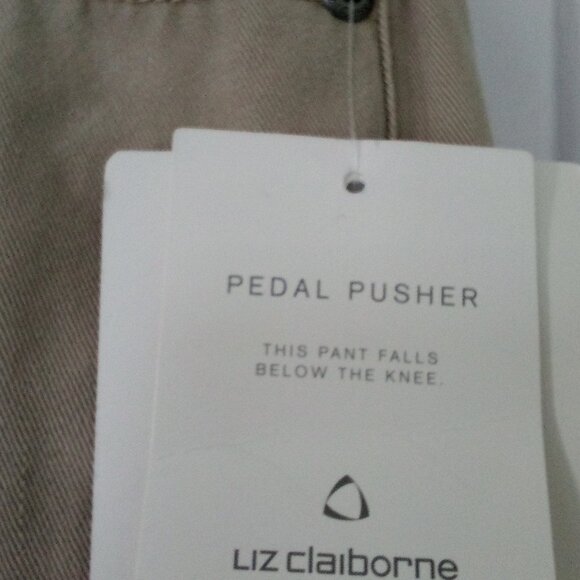 PEDAL PUSHER
THIS PANT FALLS
BELOW THE KNEE.
LIZ claiborne